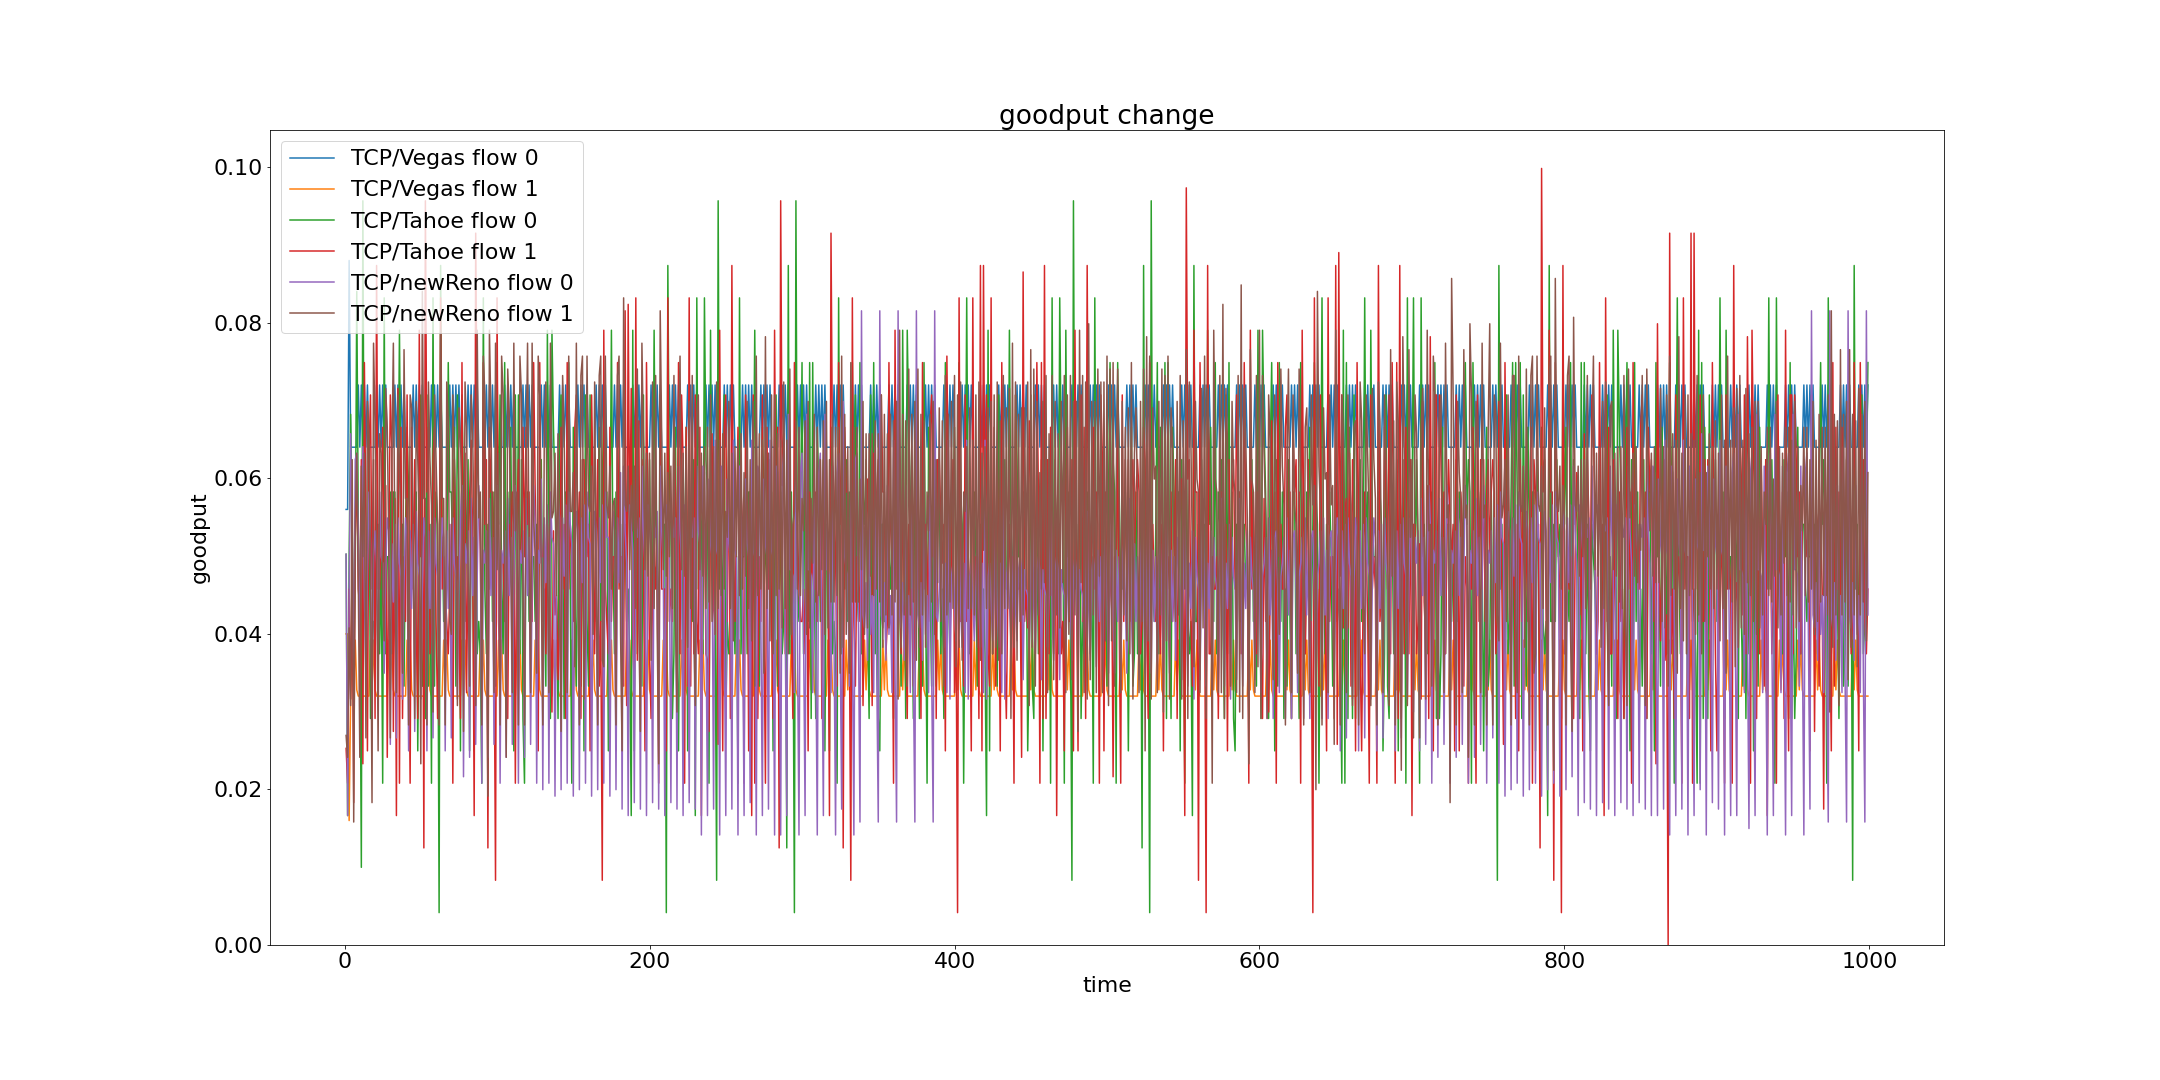 goodput change
TCP/Vegas flow 0
TCP/Vegas flow 1
TCP/Tahoe flow 0
TCP/Tahoe flow 1
TCP/newReno flow 0
TCP/newReno flow 1
goodput
0.10
0.08
0.06
0.04
0.02
0.00
0 200 400 600 800 1000
time